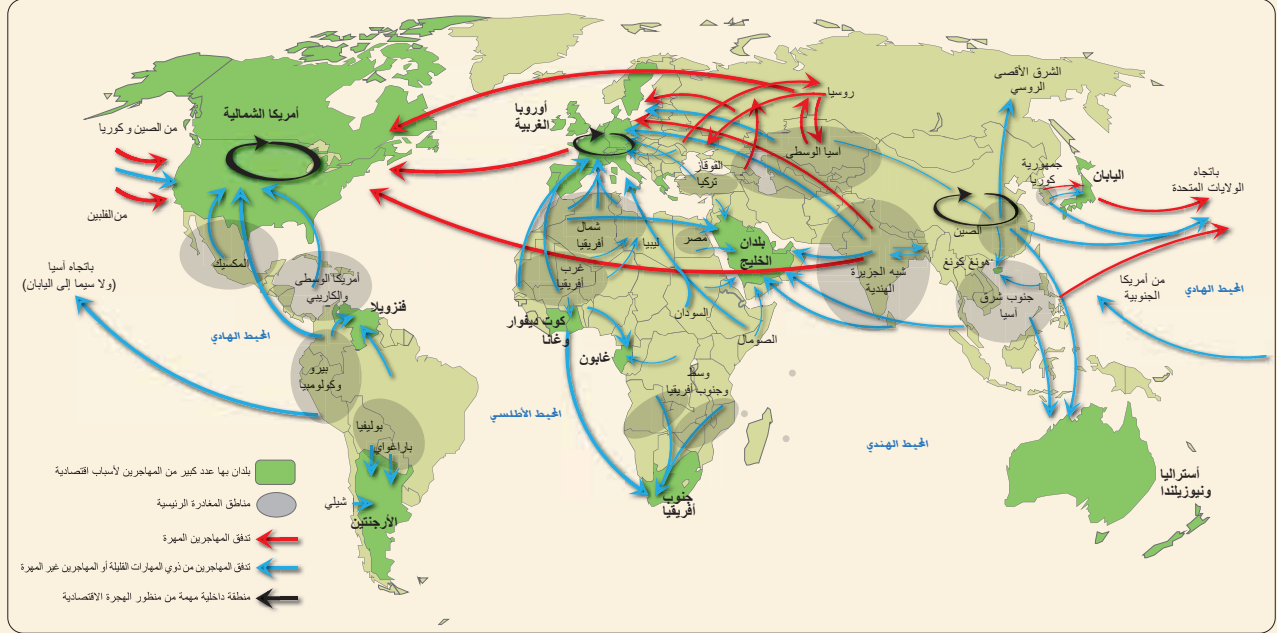 الشرق الأقصى
الروسي
روسيا
أمريكا الشمالية
أوروبا
الغربية
من الصين وكوريا
آسيا الوسطى
القوقاز
تركيا
جمهورية
كوريا
اليابان
باتجاه
الولايات المتحدة
من الفلبين
الصين
شمال
أفريقيا
ليبيا
مصر
بلدان
الخليج
المكسيك
هونغ كونغ
شبه الجزيرة
الهندية
غرب
أفريقيا
أمريكا الوسطى
والكاريبي
باتجاه آسيا
(ولا سيما إلى اليابان)
من أمريكا
الجنوبية
المحيط الهادي
جنوب شرق
آسيا
فنزويلا
كوت ديفوار
وغانا
السودان
الصومال
المحيط الهادي
غابون
بيرو
وكولومبيا
وسط
وجنوب أفريقيا
المحيط الأطلسي
بوليفيا
المحيط الهندي
باراغواي
بلدان بها عدد كبير من المهاجرين لأسباب اقتصادية
أستراليا
ونيوزيلندا
مناطق المغادرة الرئيسية
شيلي
جنوب
أفريقيا
الأرجنتين
تدفق المهاجرين المهرة
تدفق المهاجرين من ذوي المهارات القليلة أو المهاجرين غير المهرة
منطقة داخلية مهمة من منظور الهجرة الاقتصادية